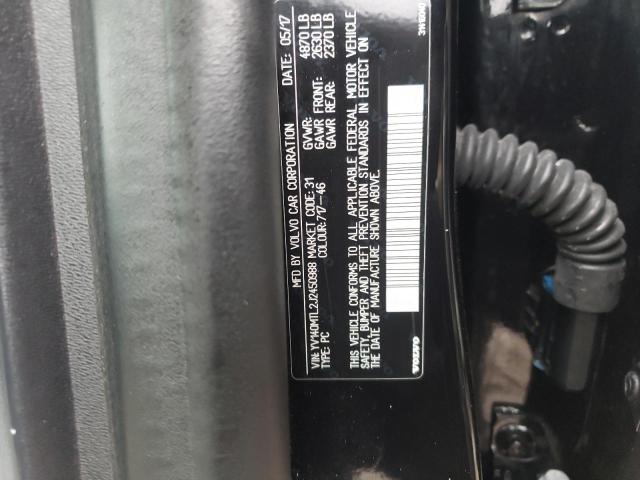 MFD BY VOLVO CAR CORPORATION DATE: 05/17
GVWR: 4870 LB
GAWR FRONT: 2630 LB
GAWR REAR: 2370 LB
MARKET CODE: 31
TYPE: PC COLOUR: 717-46
THIS VEHICLE CONFORMS TO ALL APPLICABLE FEDERAL MOTOR VEHICLE
SAFETY, BUMPER AND THEFT PREVENTION STANDARDS IN EFFECT ON
THE DATE OF MANUFACTURE SHOWN ABOVE.
VOLVO